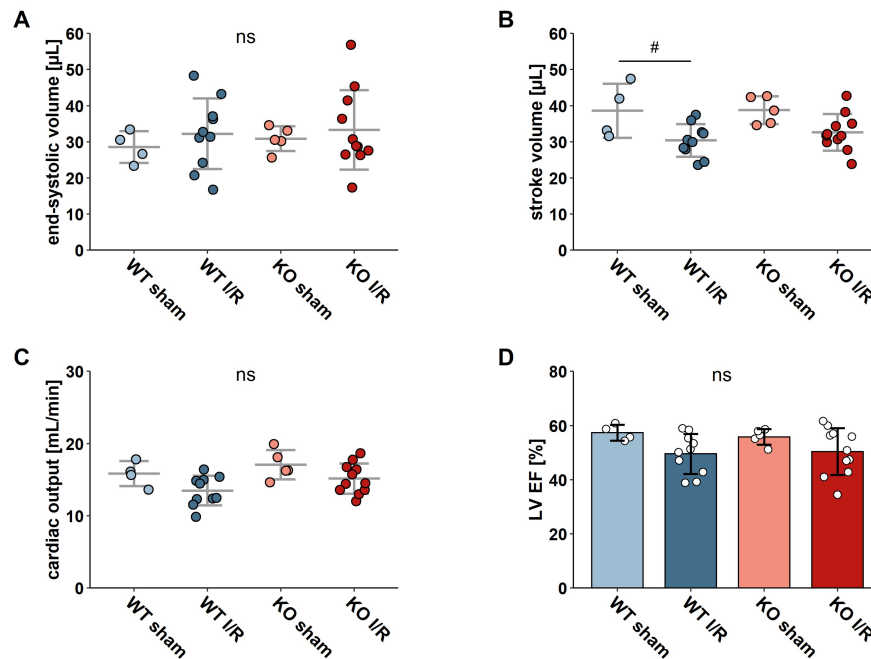 A
ns
end-systolic volume [µL]
60
50
40
30
20
10
0
WT sham
WT I/R
KO sham
KO I/R
B
#
stroke volume [µL]
60
50
40
30
20
10
0
WT sham
WT I/R
KO sham
KO I/R
C
ns
cardiac output [mL/min]
30
20
10
0
WT sham
WT I/R
KO sham
KO I/R
D
ns
LV EF [%]
80
60
40
20
0
WT sham
WT I/R
KO sham
KO I/R